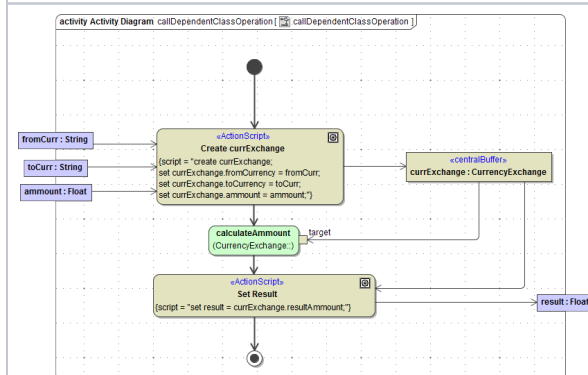 activity Activity Diagram callDependentClassOperation [ callDependentClassOperation ]
fromCurr : String
toCurr : String
ammount : Float
«ActionScript»
Create currExchange
{script = "create currExchange;
set currExchange.fromCurrency = fromCurr;
set currExchange.toCurrency = toCurr;
set currExchange.ammount = ammount;"}
«centralBuffer»
currExchange : CurrencyExchange
calculateAmmount
(CurrencyExchange::)
target
«ActionScript»
Set Result
{script = "set result = currExchange.resultAmmount;"}
result : Float